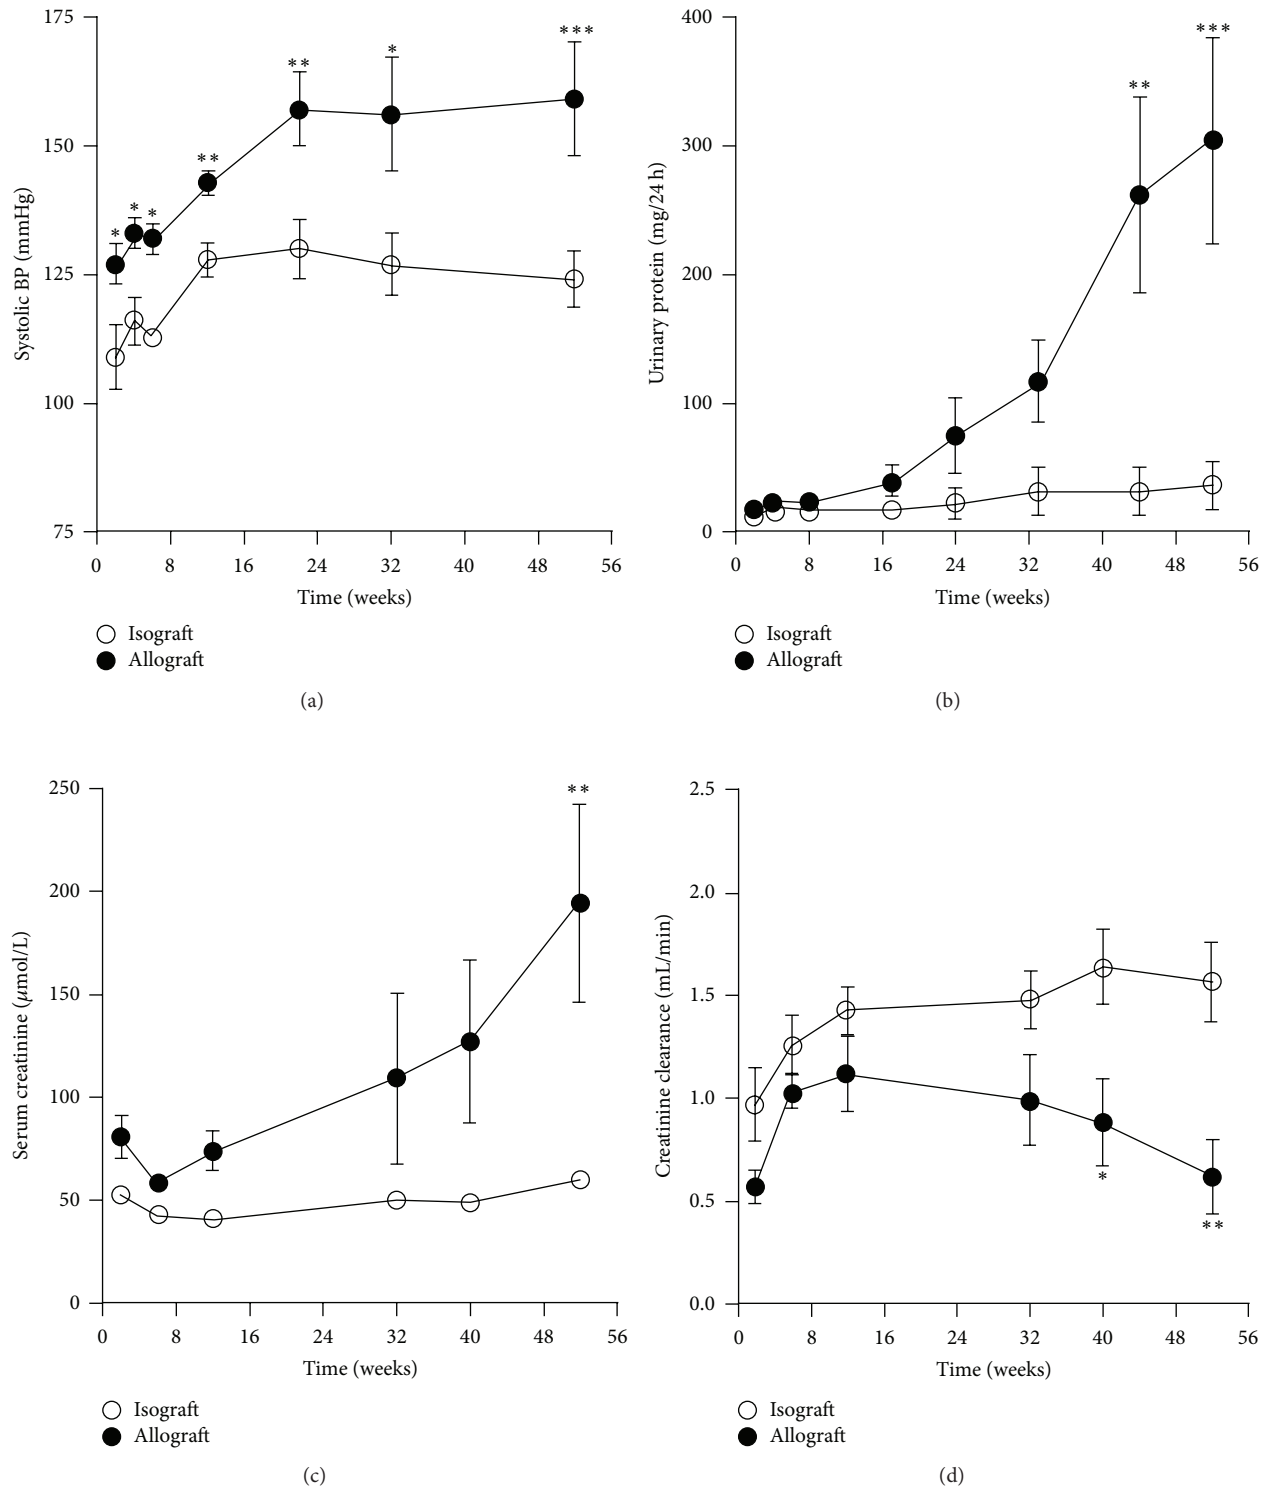 175
150
125
100
75
Systolic BP (mmHg)
*
*
*
**
**
*
***
0 8 16 24 32 40 48 56
Time (weeks)
Isograft
Allograft
(a)
400
300
200
100
0
Urinary protein (mg/24 h)
**
***
0 8 16 24 32 40 48 56
Time (weeks)
Isograft
Allograft
(b)
250
200
150
100
50
0
Serum creatinine (μmol/L)
**
0 8 16 24 32 40 48 56
Time (weeks)
Isograft
Allograft
(c)
2.5
2.0
1.5
1.0
0.5
0.0
Creatinine clearance (mL/min)
*
**
0 8 16 24 32 40 48 56
Time (weeks)
Isograft
Allograft
(d)